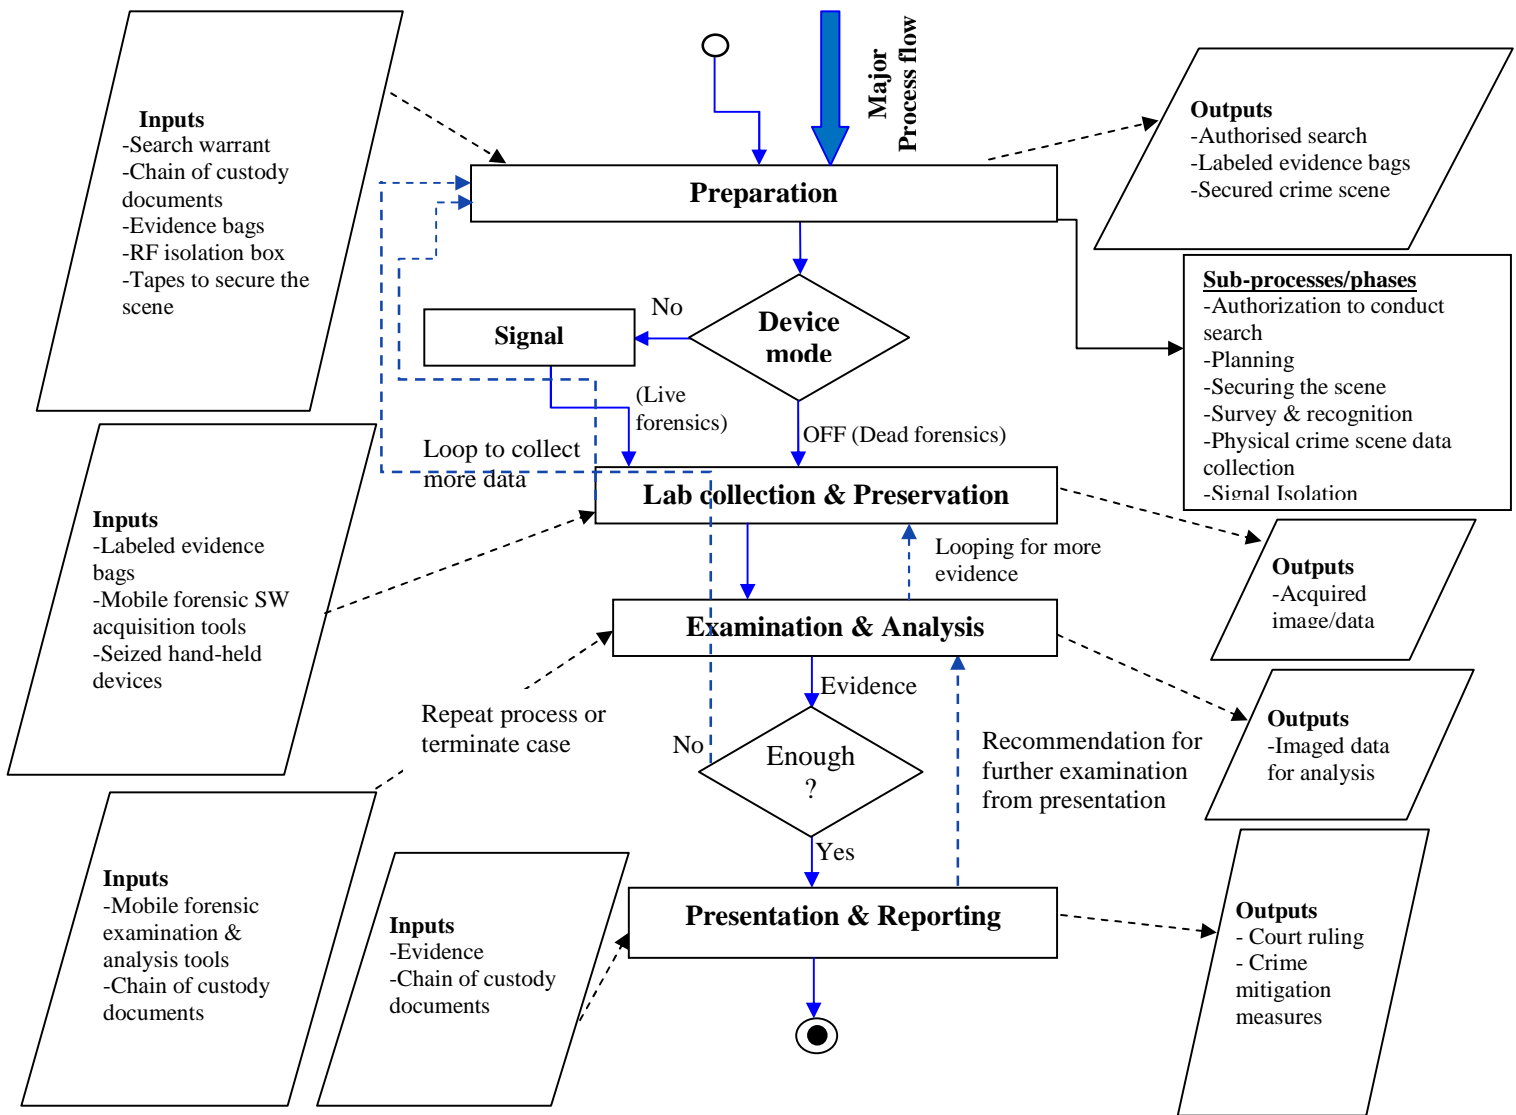 Major
Process flow
Inputs
-Search warrant
-Chain of custody
documents
-Evidence bags
-RF isolation box
-Tapes to secure the
scene
Outputs
-Authorised search
-Labeled evidence bags
-Secured crime scene
Preparation
Sub-processes/phases
-Authorization to conduct
search
-Planning
-Securing the scene
-Survey & recognition
-Physical crime scene data
collection
-Signal Isolation
No
Device
mode
Signal
(Live
forensics)
OFF (Dead forensics)
Loop to collect
more data
Lab collection & Preservation
Inputs
-Labeled evidence
bags
-Mobile forensic SW
acquisition tools
-Seized hand-held
devices
Looping for more
evidence
Outputs
-Acquired
image/data
Examination & Analysis
Evidence
Repeat process or
terminate case
No
Enough
?
Recommendation for
further examination
from presentation
Outputs
-Imaged data
for analysis
Yes
Inputs
-Mobile forensic
examination &
analysis tools
-Chain of custody
documents
Inputs
-Evidence
-Chain of custody
documents
Presentation & Reporting
Outputs
- Court ruling
- Crime
mitigation
measures